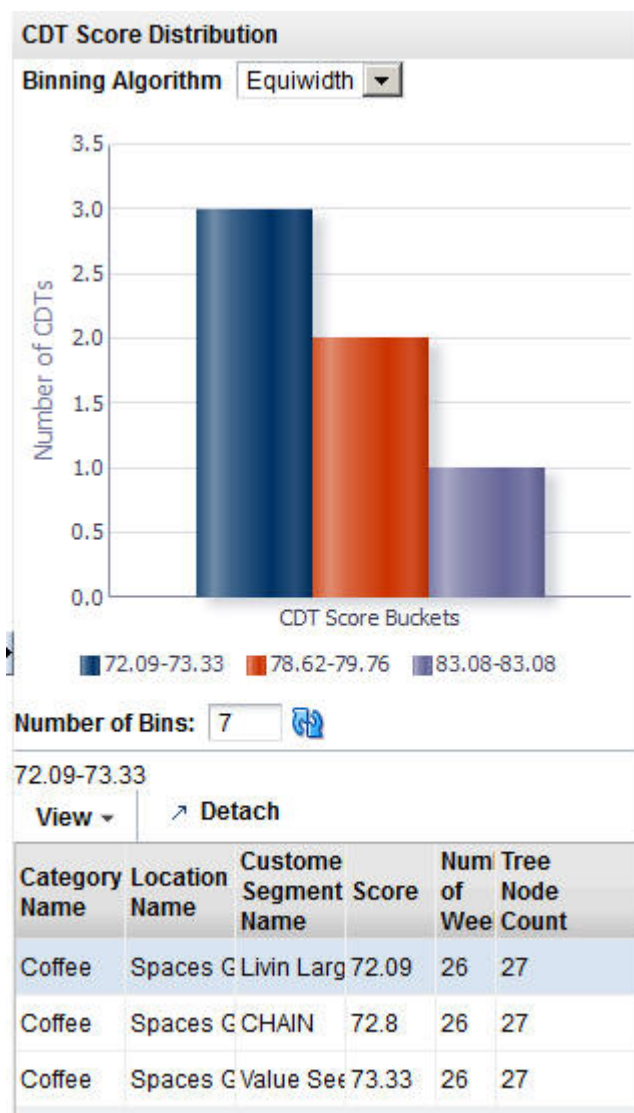 CDT Score Distribution
Binning Algorithm Equiwidth
3.5
3.0
2.5
2.0
1.5
1.0
0.5
0.0
Number of CDTs
CDT Score Buckets
72.09-73.33 78.62-79.76 83.08-83.08
Number of Bins: 7
72.09-73.33
View Detach
Category Name Location Name Custome Segment Name Score Num of Wee Tree Node Count
Coffee Spaces G Livin Larg 72.09 26 27
Coffee Spaces G CHAIN 72.8 26 27
Coffee Spaces G Value See 73.33 26 27